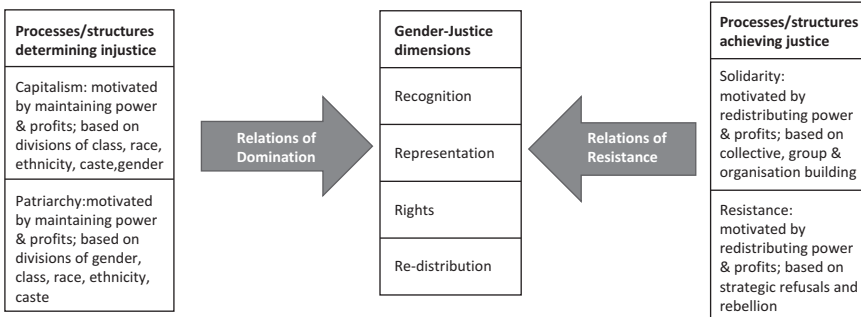 Processes/structures
determining injustice
Capitalism: motivated
by maintaining power
& profits; based on
divisions of class, race,
ethnicity, caste,gender
Patriarchy:motivated
by maintaining power
& profits; based on
divisions of gender,
class, race, ethnicity,
caste
Relations of
Domination
Gender-Justice
dimensions
Recognition
Representation
Rights
Re-distribution
Relations of
Resistance
Processes/structures
achieving justice
Solidarity:
motivated by
redistributing power
& profits; based on
collective, group &
organisation building
Resistance:
motivated by
redistributing power
& profits; based on
strategic refusals and
rebellion